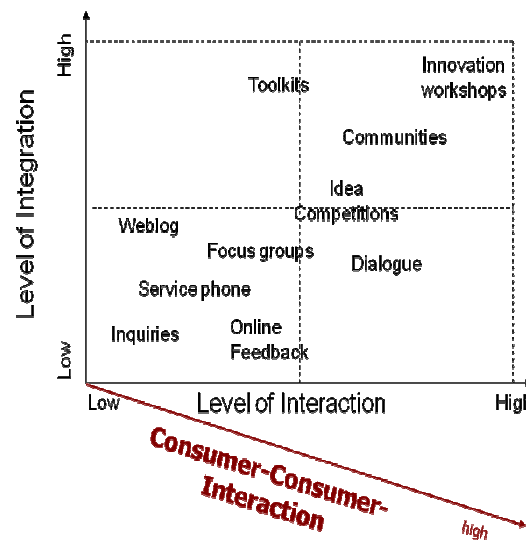 High
Level of Integration
Low
Toolkits
Innovation
workshops
Communities
Idea
Competitions
Weblog
Focus groups
Dialogue
Service phone
Inquiries
Online
Feedback
Low
Level of Interaction
High
Consumer-Consumer-
Interaction
high